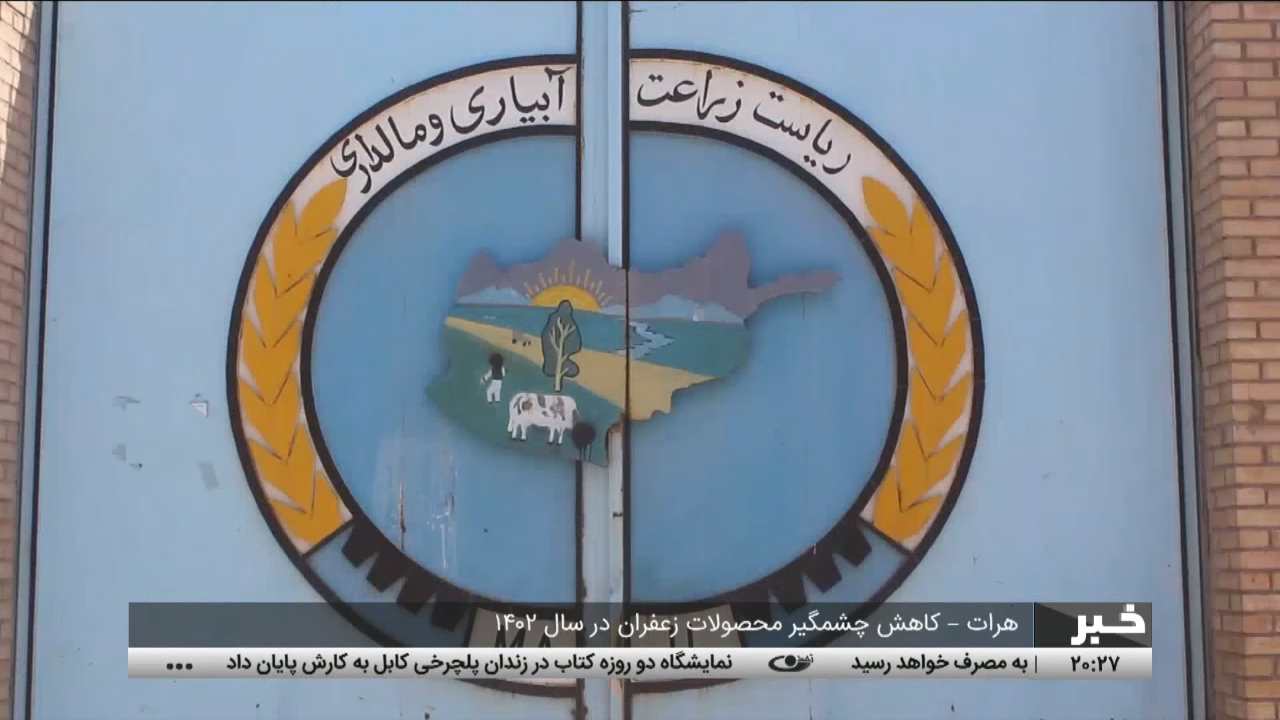 ریاست زراعت آبیاری و مالداری
هرات – کاهش چشمگیر محصولات زعفران در سال ۱۴۰۲
خبر
به مصرف خواهد رسید | نمایشگاه دو روزه کتاب در زندان پلچرخی کابل به کارش پایان داد
۲۰:۲۷